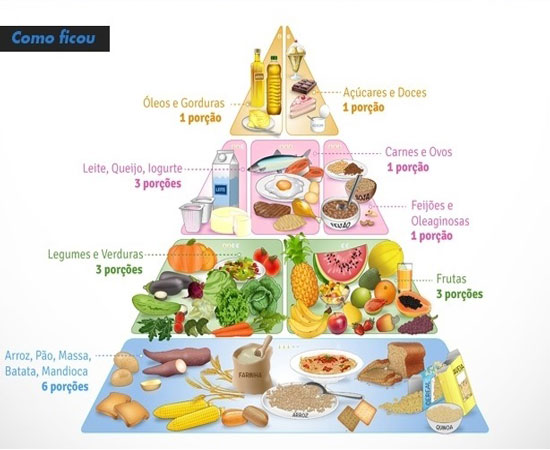 Como ficou
Óleos e Gorduras
1 porção
Açúcares e Doces
1 porção
Leite, Queijo, Iogurte
3 porções
LEITE
Carnes e Ovos
1 porção
SOJA
FEIJÃO
Feijões e
Oleaginosas
1 porção
Legumes e Verduras
3 porções
Frutas
3 porções
Arroz, Pão, Massa,
Batata, Mandioca
6 porções
FARINHA
ARROZ
CEREAL
AVEIA
QUINOA